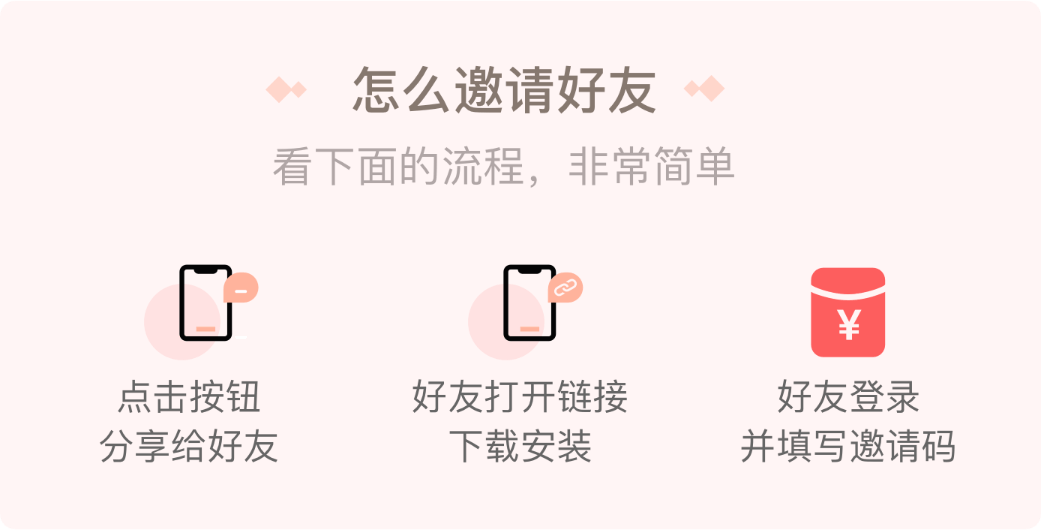 怎么邀请好友
看下面的流程，非常简单
¥
点击按钮
分享给好友
好友打开链接
下载安装
好友登录
并填写邀请码